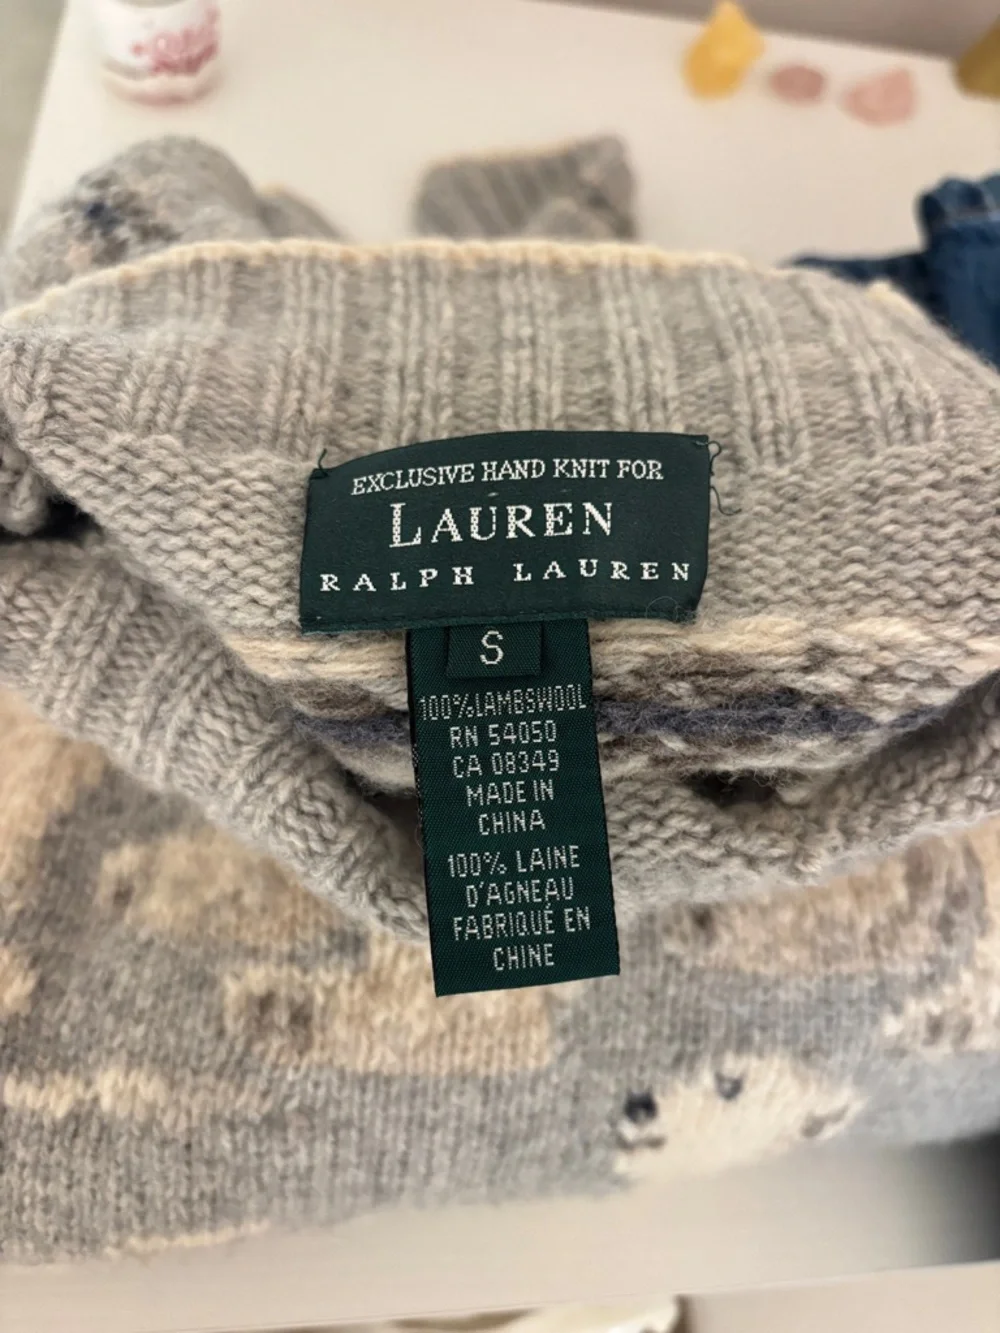 EXCLUSIVE HAND KNIT FOR
LAUREN
RALPH LAUREN
S
100% LAMBSWOOL
RN 54050
CA 08349
MADE IN
CHINA
100% LAINE
D'AGNEAU
FABRIQUÉ EN
CHINE